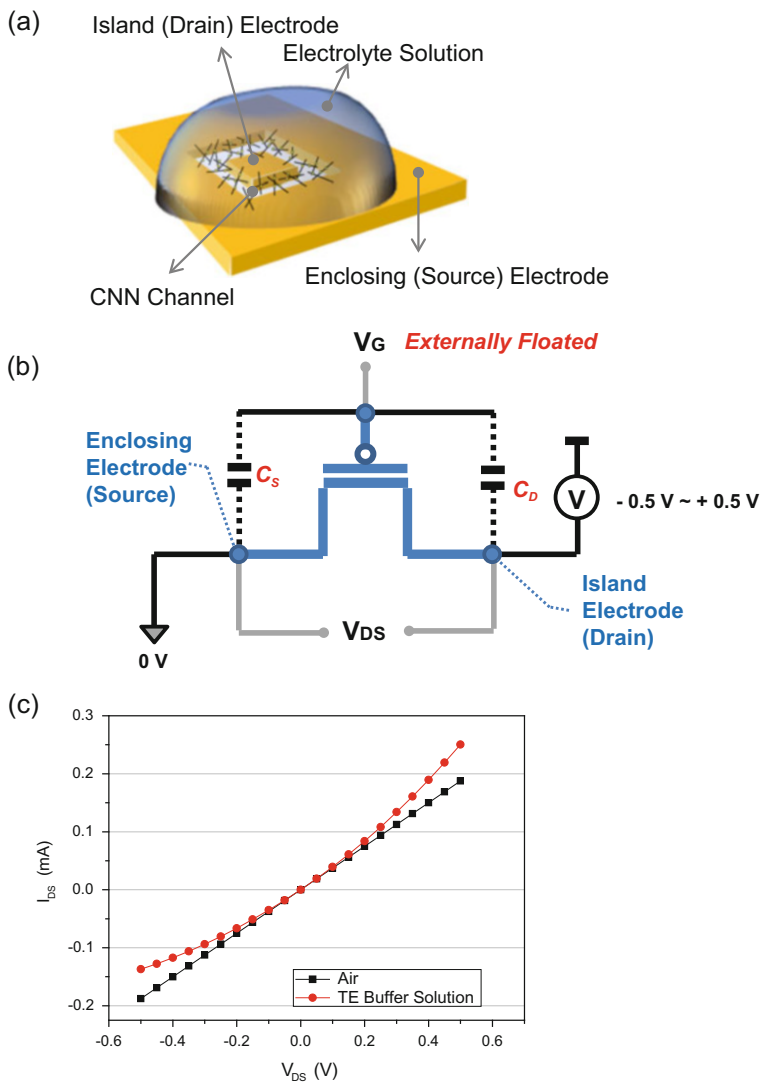 (a)
Island (Drain) Electrode
Electrolyte Solution
Enclosing (Source) Electrode
CNN Channel
(b)
VG Externally Floated
Enclosing
Electrode
(Source)
CS
CD
V
- 0.5 V ~ + 0.5 V
Island
Electrode
(Drain)
VDS
0 V
(c)
0.3
0.2
0.1
0.0
-0.1
-0.2
IDS (mA)
Air
TE Buffer Solution
-0.6 -0.4 -0.2 0.0 0.2 0.4 0.6
VDS (V)